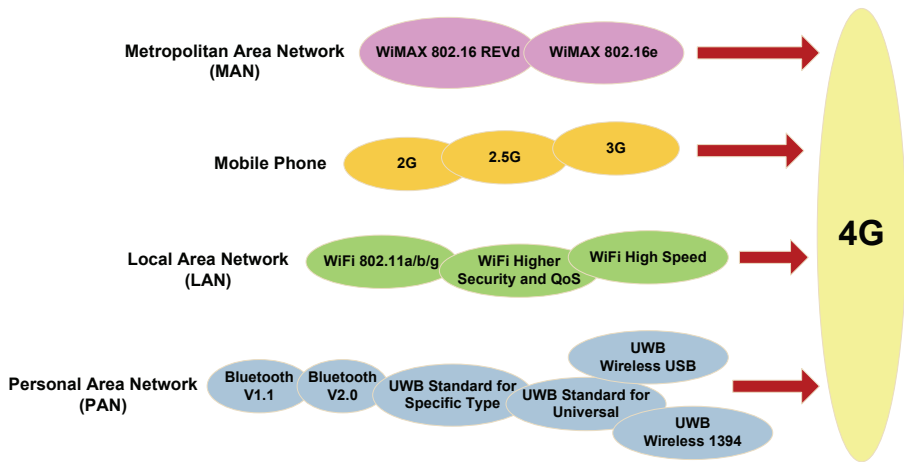 Metropolitan Area Network
(MAN)
WiMAX 802.16 REVd
WiMAX 802.16e
Mobile Phone
2G
2.5G
3G
4G
Local Area Network
(LAN)
WiFi 802.11a/b/g
WiFi Higher
Security and QoS
WiFi High Speed
Personal Area Network
(PAN)
Bluetooth
V1.1
Bluetooth
V2.0
UWB Standard for
Specific Type
UWB Standard for
Universal
UWB
Wireless USB
UWB
Wireless 1394